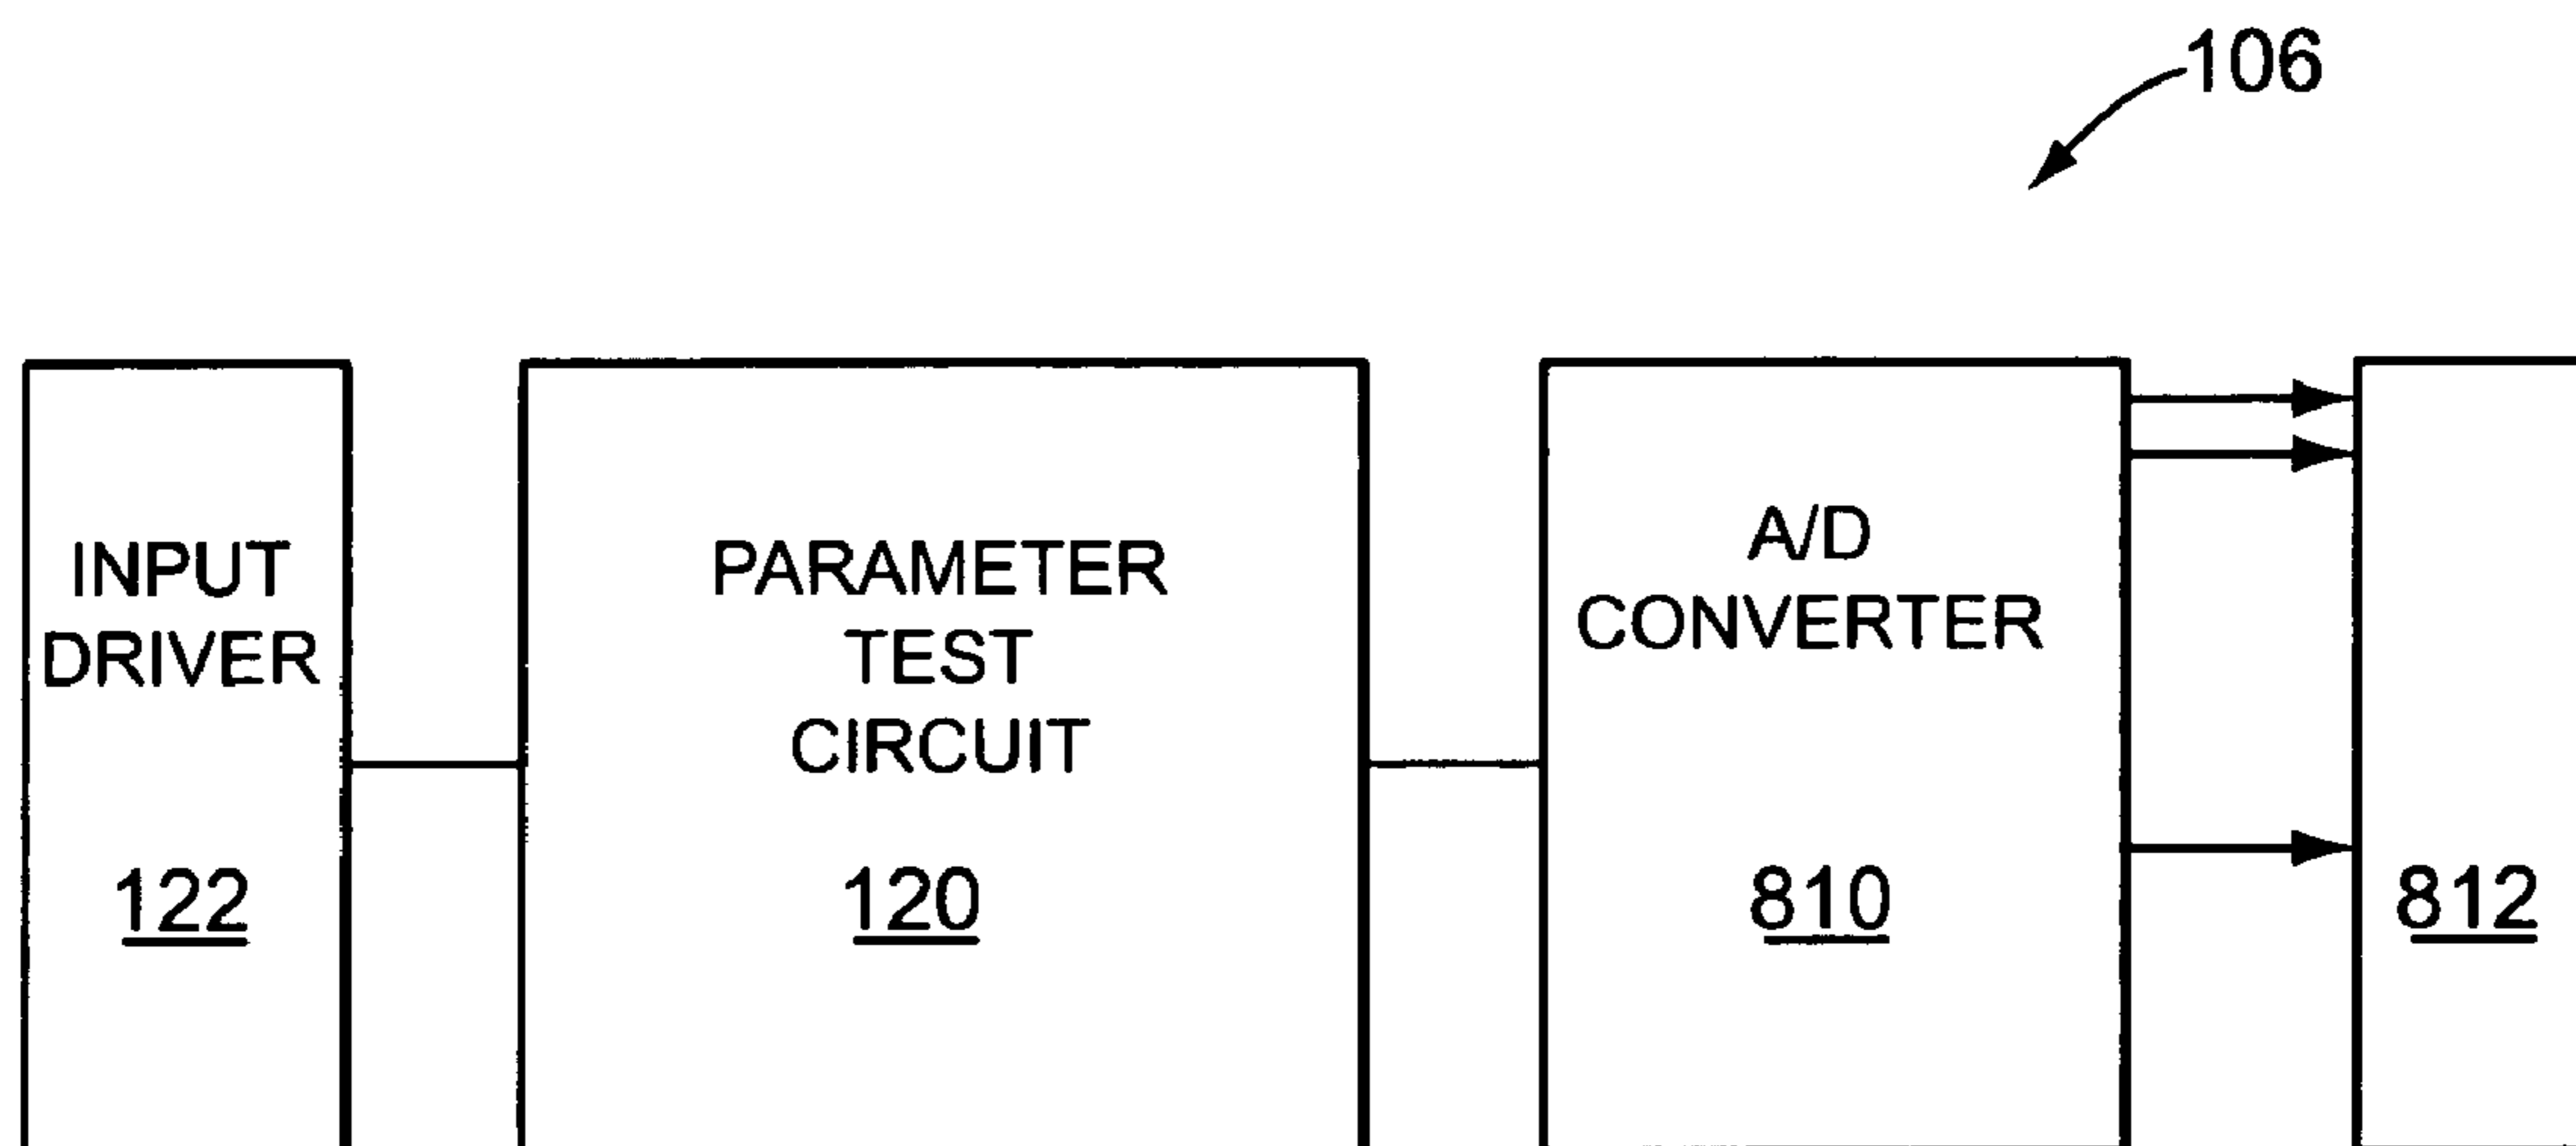 106
INPUT
DRIVER
122
PARAMETER
TEST
CIRCUIT
120
A/D
CONVERTER
810
812